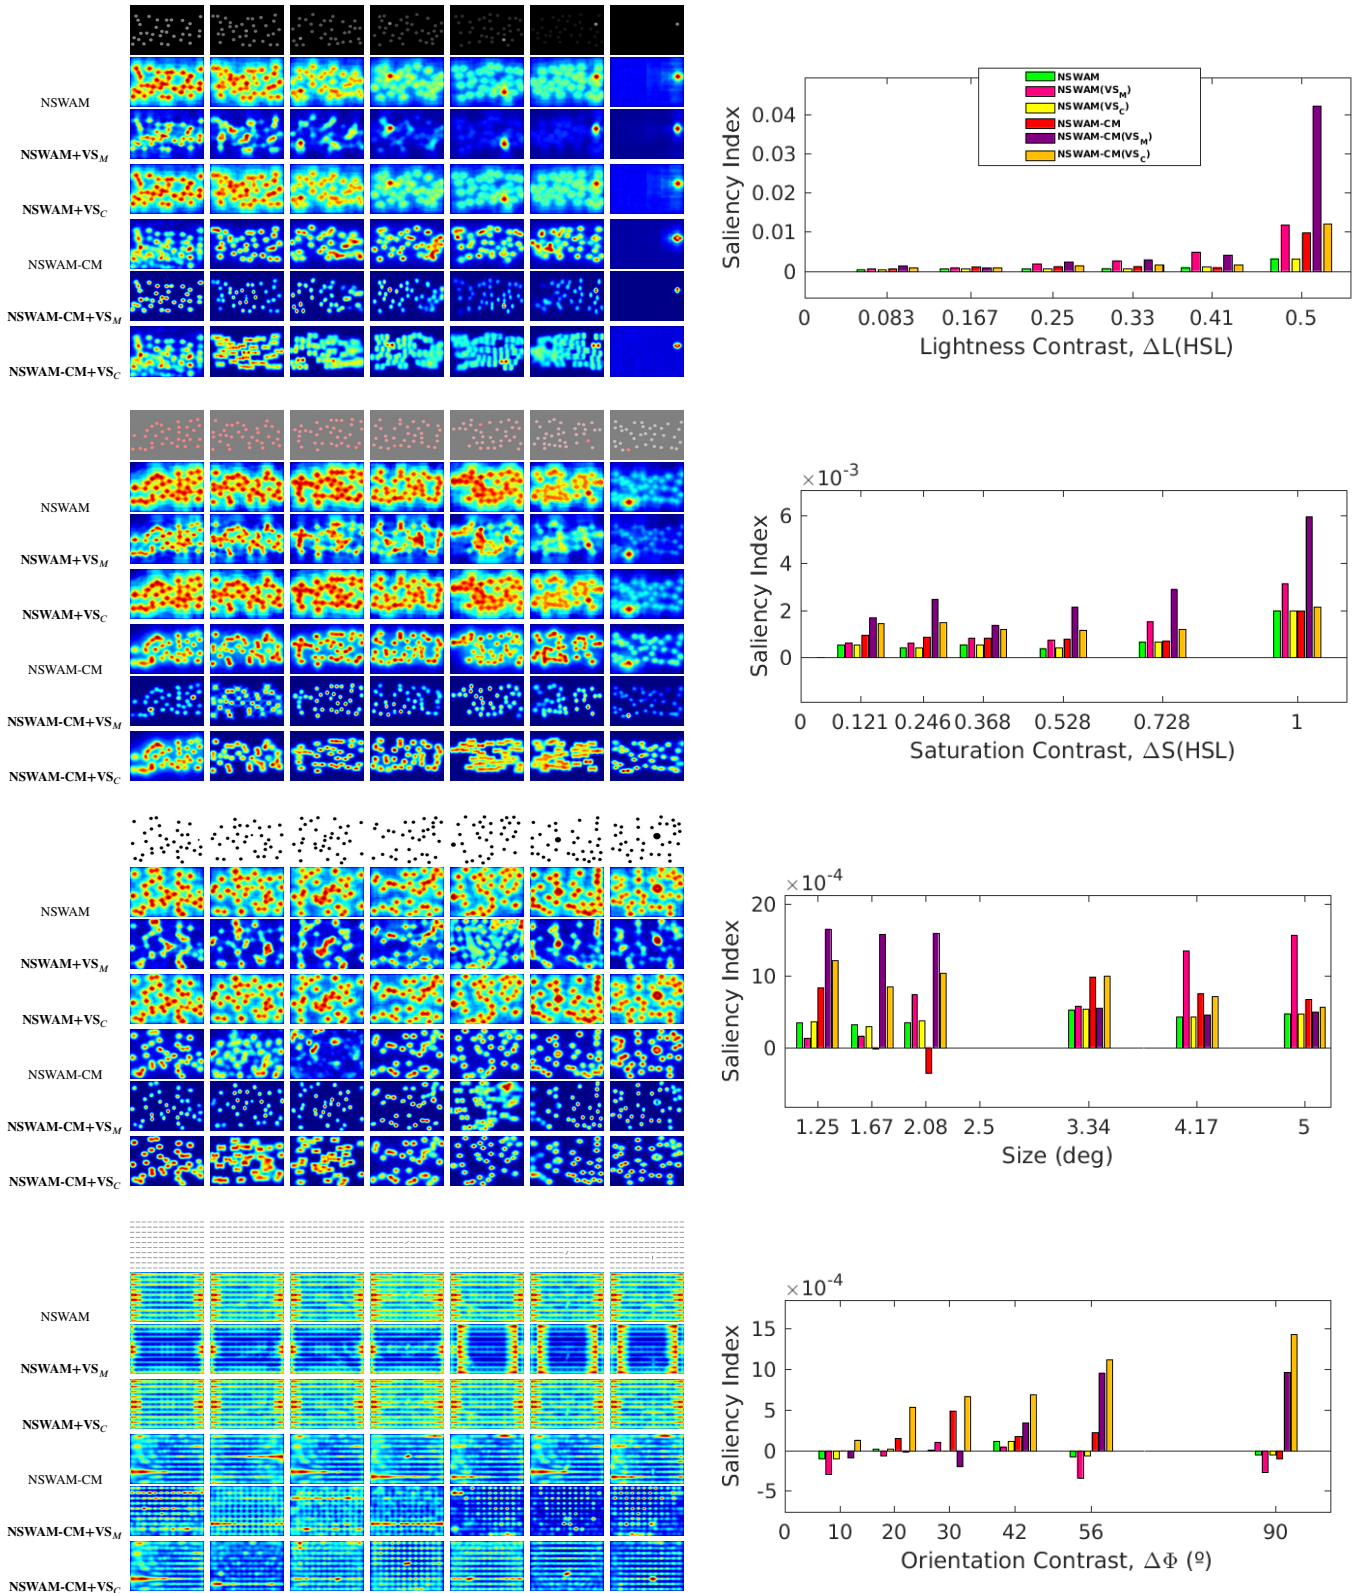 NSWAM
NSWAM+VS_M
NSWAM+VS_C
NSWAM-CM
NSWAM-CM+VS_M
NSWAM-CM+VS_C
NSWAM
NSWAM(VS_M)
NSWAM(VS_C)
NSWAM-CM
NSWAM-CM(VS_M)
NSWAM-CM(VS_C)
Saliency Index
0.04
0.03
0.02
0.01
0
0 0.083 0.167 0.25 0.33 0.41 0.5
Lightness Contrast, ΔL(HSL)
NSWAM
NSWAM+VS_M
NSWAM+VS_C
NSWAM-CM
NSWAM-CM+VS_M
NSWAM-CM+VS_C
×10^-3
Saliency Index
6
4
2
0
0 0.121 0.246 0.368 0.528 0.728 1
Saturation Contrast, ΔS(HSL)
NSWAM
NSWAM+VS_M
NSWAM+VS_C
NSWAM-CM
NSWAM-CM+VS_M
NSWAM-CM+VS_C
×10^-4
Saliency Index
20
10
0
1.25 1.67 2.08 2.5 3.34 4.17 5
Size (deg)
NSWAM
NSWAM+VS_M
NSWAM+VS_C
NSWAM-CM
NSWAM-CM+VS_M
NSWAM-CM+VS_C
×10^-4
Saliency Index
15
10
5
0
-5
0 10 20 30 42 56 90
Orientation Contrast, ΔΦ (º)